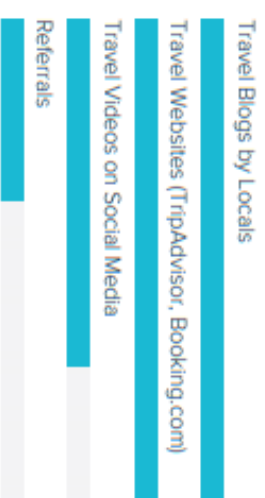 Travel Blogs by Locals
Travel Websites (TripAdvisor, Booking.com)
Travel Videos on Social Media
Referrals